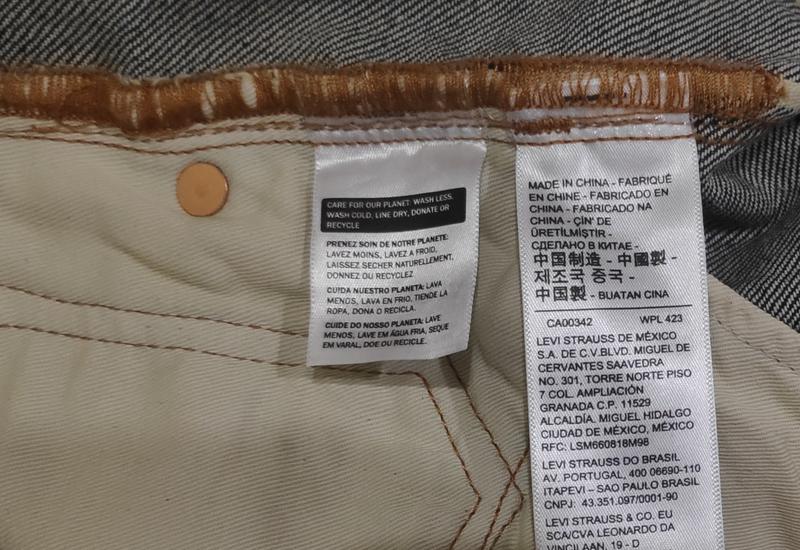 CARE FOR OUR PLANET: WASH LESS,
WASH COLD, LINE DRY, DONATE OR
RECYCLE
PRENEZ SOIN DE NOTRE PLANETE:
LAVEZ MOINS, LAVEZ A FROID,
LAISSEZ SECHER NATURELLEMENT,
DONNEZ OU RECYCLEZ
CUIDA NUESTRO PLANETA: LAVA
MENOS, LAVA EN FRIO, TIENDE LA
ROPA, DONA O RECICLA.
CUIDE DO NOSSO PLANETA: LAVE
MENOS, LAVE EM ÁGUA FRIA, SEQUE
EM VARAL, DOE OU RECICLE.
MADE IN CHINA - FABRIQUÉ
EN CHINE - FABRICADO EN
CHINA - FABRICADO NA
CHINA - ÇİN' DE
ÜRETİLMİŞTIR -
СДЕЛАНО В КИТАЕ -
中国制造 - 中國製 -
제조국 중국 -
中国製 - BUATAN CINA
CA00342 WPL 423
LEVI STRAUSS DE MÉXICO
S.A. DE C.V.BLVD. MIGUEL DE
CERVANTES SAAVEDRA
NO. 301, TORRE NORTE PISO
7 COL. AMPLIACIÓN
GRANADA C.P. 11529
ALCALDÍA. MIGUEL HIDALGO
CIUDAD DE MÉXICO, MÉXICO
RFC: LSM660818M98
LEVI STRAUSS DO BRASIL
AV. PORTUGAL, 400 06690-110
ITAPEVI – SAO PAULO BRASIL
CNPJ: 43.351.097/0001-90
LEVI STRAUSS & CO. EU
SCA/CVA LEONARDO DA
VINCILAAN, 19 - D